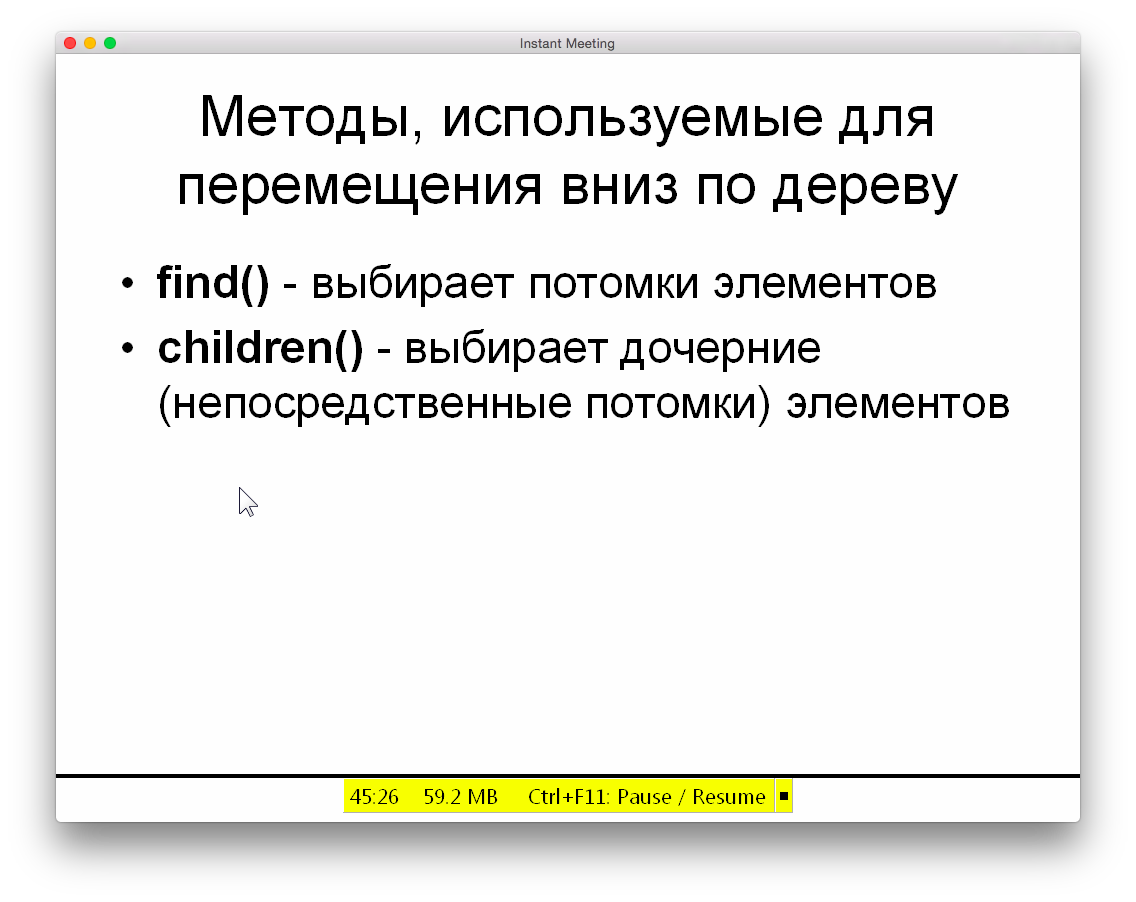 Instant Meeting
Методы, используемые для
перемещения вниз по дереву
• find() - выбирает потомки элементов
• children() - выбирает дочерние
(непосредственные потомки) элементов
45:26 59.2 MB Ctrl+F11: Pause / Resume